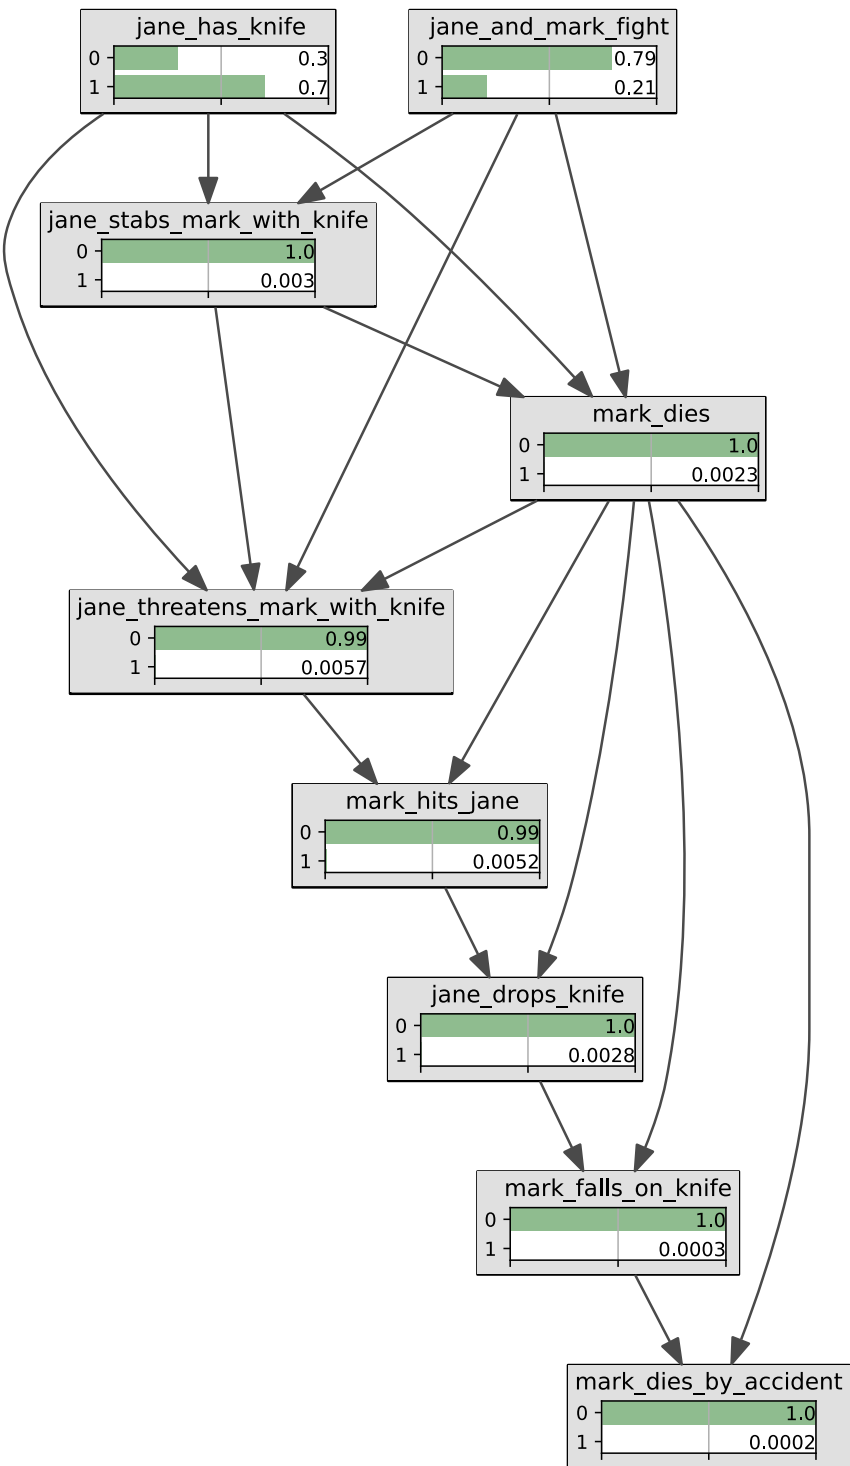 jane_has_knife
0 0.3
1 0.7
jane_and_mark_fight
0 0.79
1 0.21
jane_stabs_mark_with_knife
0 1.0
1 0.003
mark_dies
0 1.0
1 0.0023
jane_threatens_mark_with_knife
0 0.99
1 0.0057
mark_hits_jane
0 0.99
1 0.0052
jane_drops_knife
0 1.0
1 0.0028
mark_falls_on_knife
0 1.0
1 0.0003
mark_dies_by_accident
0 1.0
1 0.0002